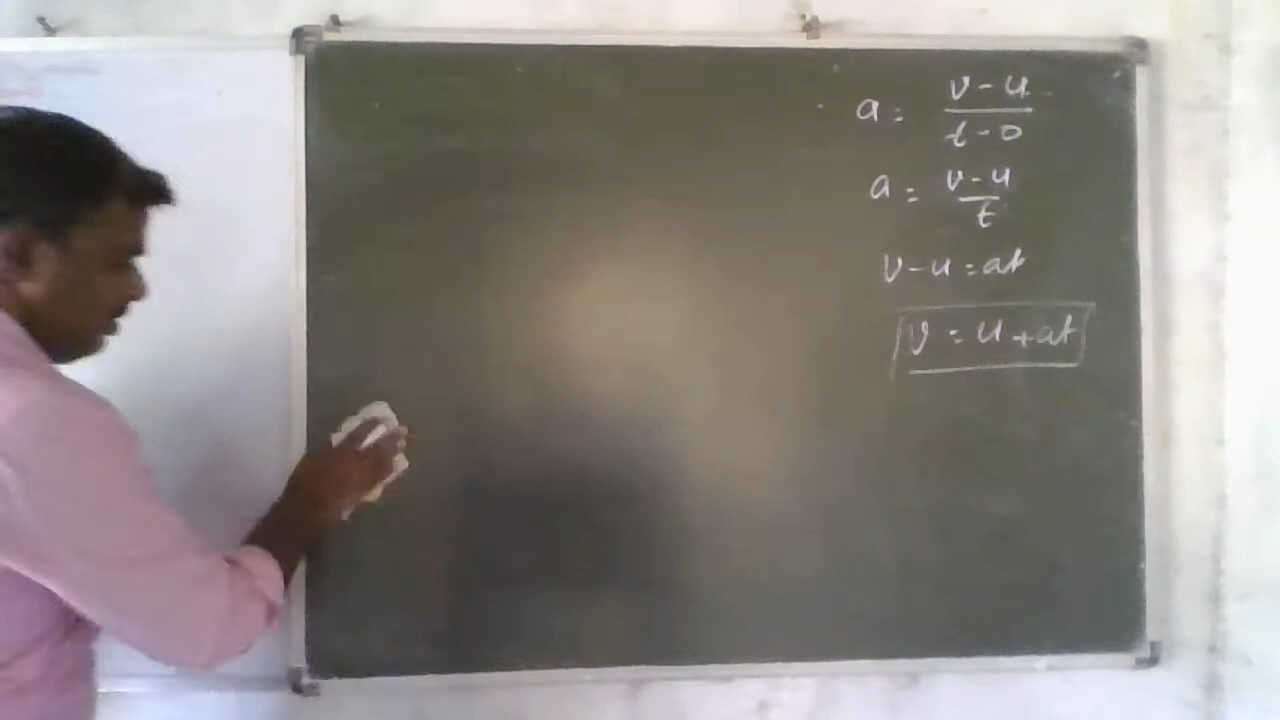 a = v-u/t-0
a = v-u/t
v-u = at
v = u+at